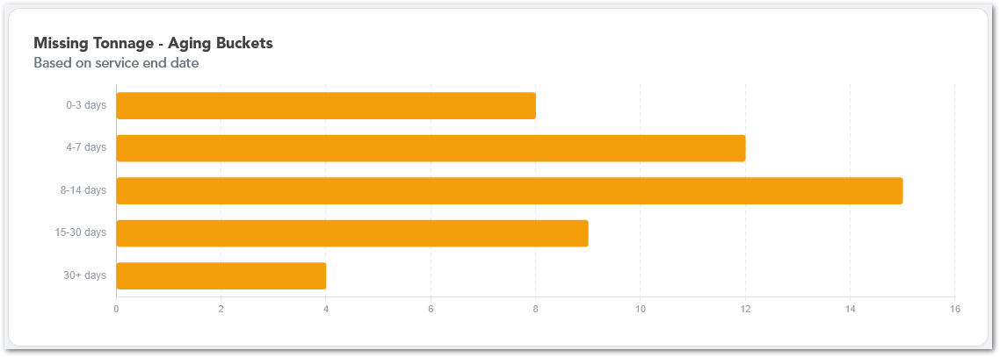 Missing Tonnage - Aging Buckets
Based on service end date
0-3 days
4-7 days
8-14 days
15-30 days
30+ days
0 2 4 6 8 10 12 14 16